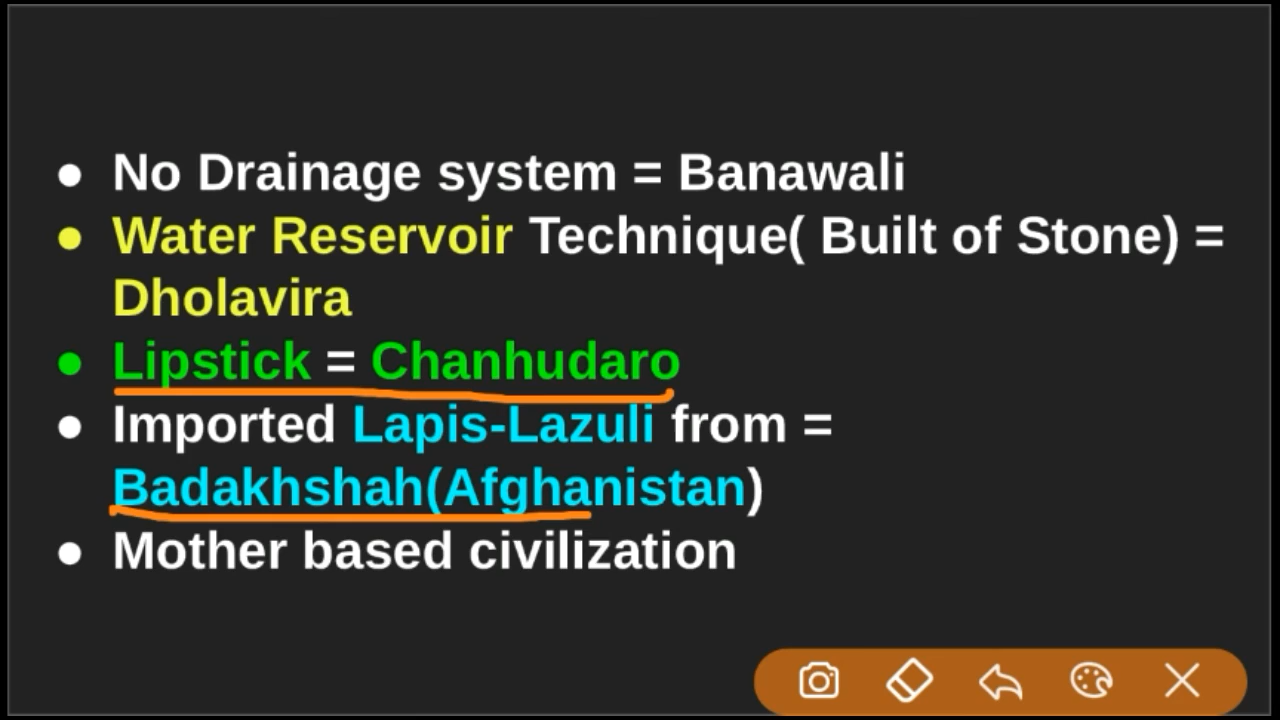 ● No Drainage system = Banawali
● Water Reservoir Technique( Built of Stone) =
Dholavira
● Lipstick = Chanhudaro
● Imported Lapis-Lazuli from =
Badakhshah(Afghanistan)
● Mother based civilization